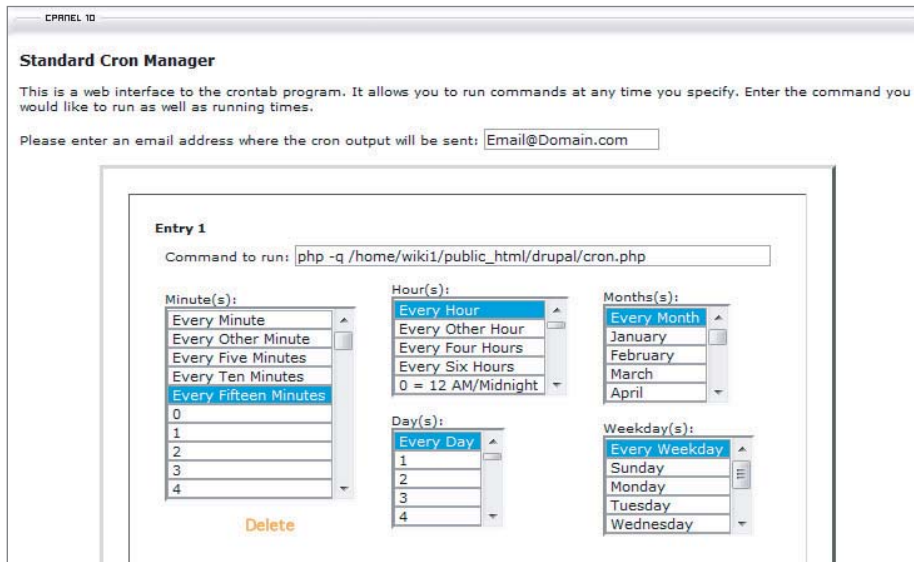 CPANEL 10
Standard Cron Manager
This is a web interface to the crontab program. It allows you to run commands at any time you specify. Enter the command you
would like to run as well as running times.
Please enter an email address where the cron output will be sent: Email@Domain.com
Entry 1
Command to run: php -q /home/wiki1/public_html/drupal/cron.php
Minute(s):
Every Minute
Every Other Minute
Every Five Minutes
Every Ten Minutes
Every Fifteen Minutes
0
1
2
3
4
Delete
Hour(s):
Every Hour
Every Other Hour
Every Four Hours
Every Six Hours
0 = 12 AM/Midnight
Day(s):
Every Day
1
2
3
4
Months(s):
Every Month
January
February
March
April
Weekday(s):
Every Weekday
Sunday
Monday
Tuesday
Wednesday